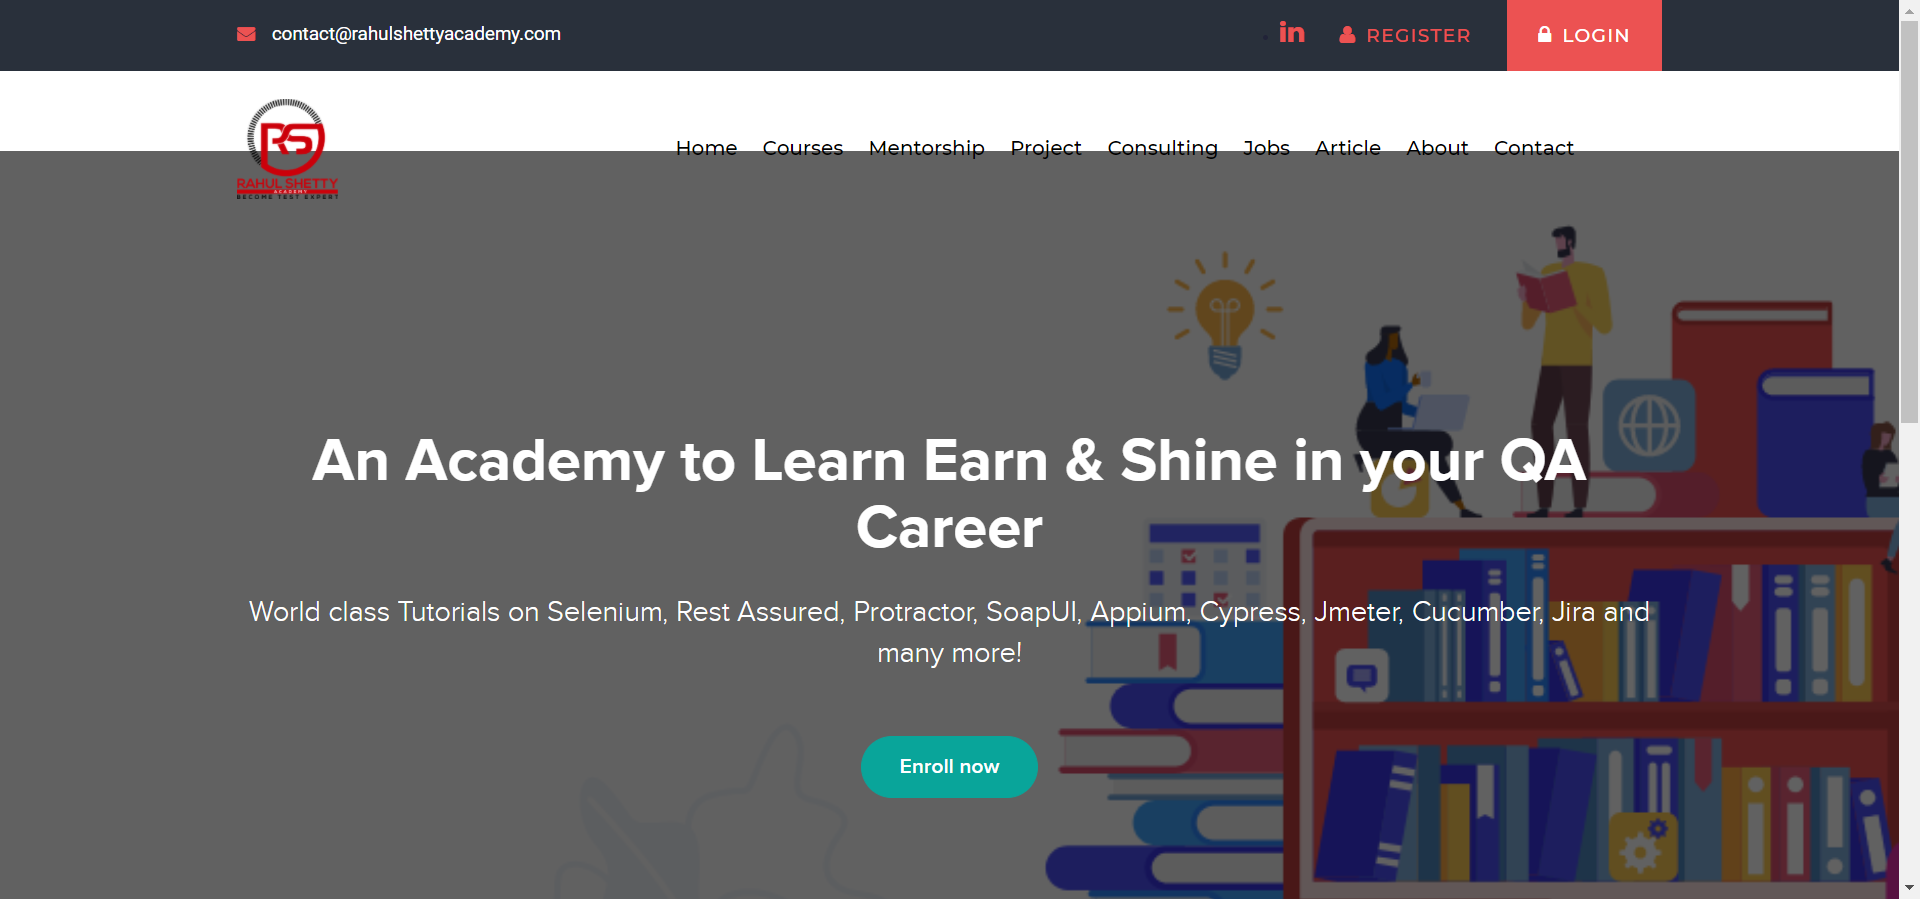 contact@rahulshettyacademy.com
in REGISTER LOGIN
RS
RAHUL SHETTY
ACADEMY
BECOME TEST EXPERT
Home Courses Mentorship Project Consulting Jobs Article About Contact
An Academy to Learn Earn & Shine in your QA
Career
World class Tutorials on Selenium, Rest Assured, Protractor, SoapUI, Appium, Cypress, Jmeter, Cucumber, Jira and
many more!
Enroll now